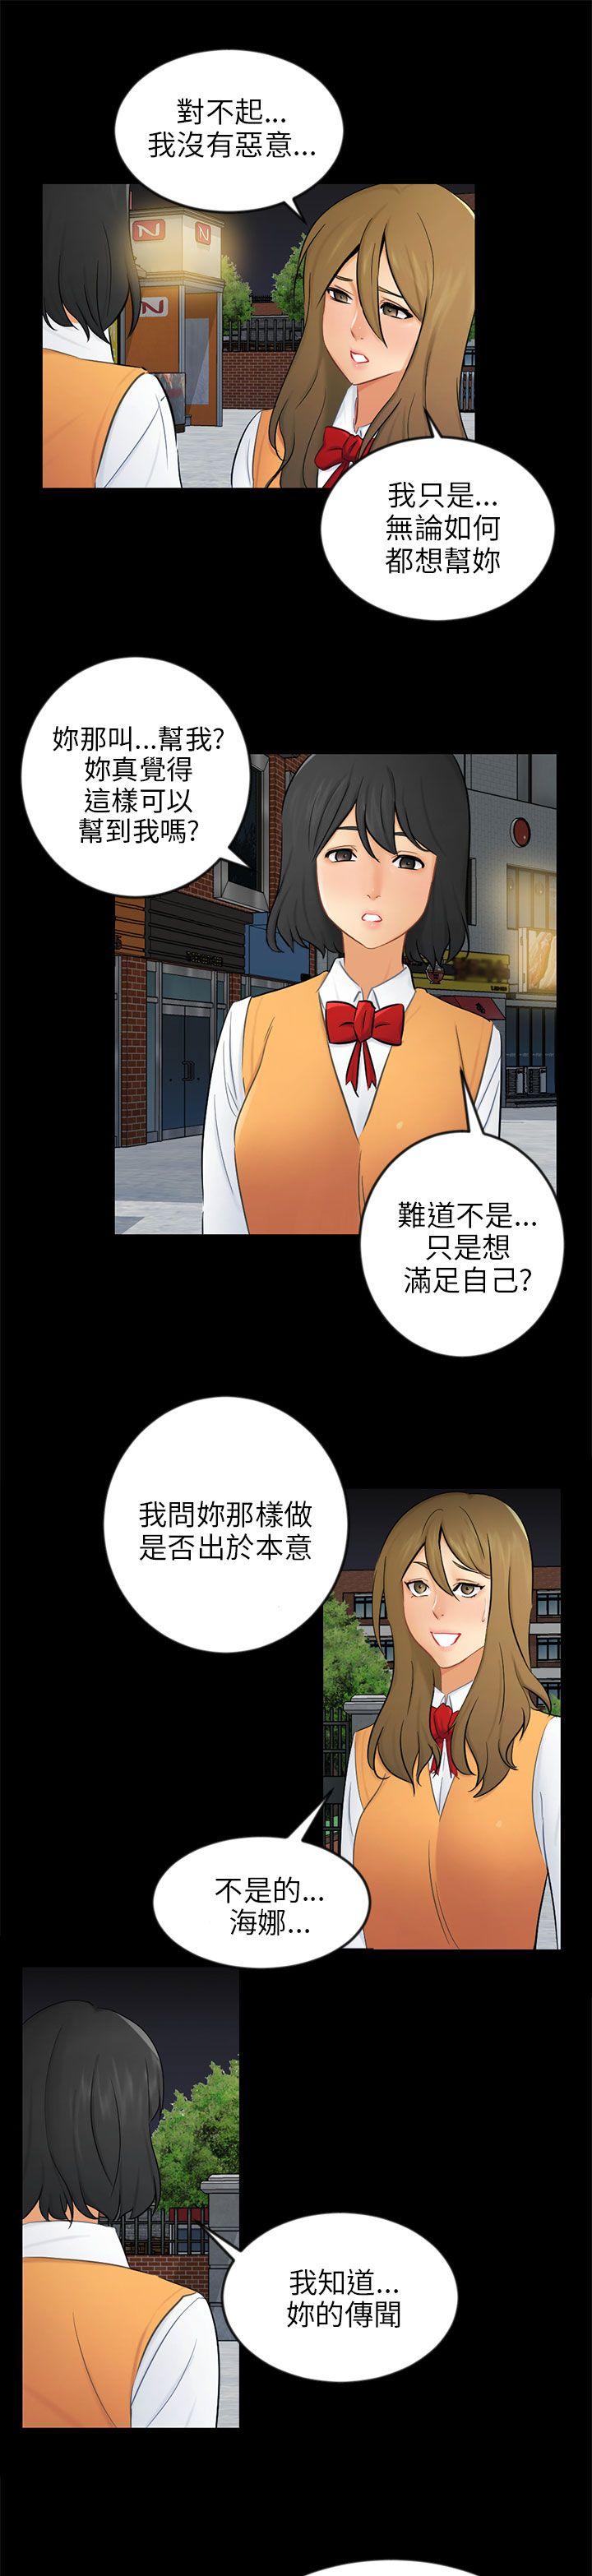 對不起...
我沒有惡意...
N
N
N
我只是...
無論如何
都想幫妳
妳那叫...幫我?
妳真覺得
這樣可以
幫到我嗎?
難道不是...
只是想
滿足自己?
我問妳那樣做
是否出於本意
不是的...
海娜...
我知道...
妳的傳聞